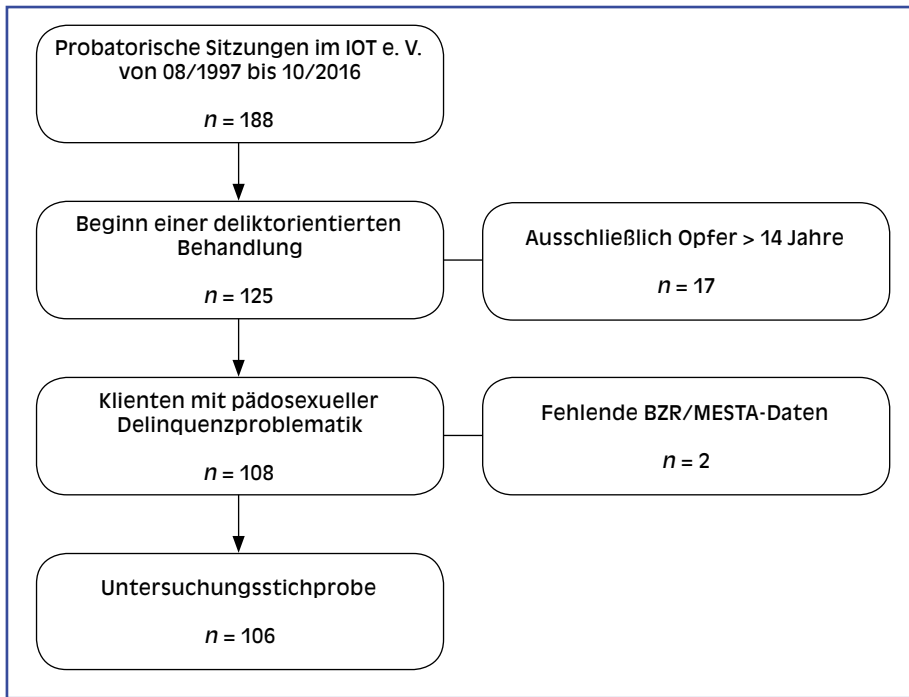 Probatorische Sitzungen im IOT e. V.
von 08/1997 bis 10/2016
n = 188
Beginn einer deliktorientierten
Behandlung
n = 125
Ausschließlich Opfer > 14 Jahre
n = 17
Klienten mit pädosexueller
Delinquenzproblematik
n = 108
Fehlende BZR/MESTA-Daten
n = 2
Untersuchungsstichprobe
n = 106